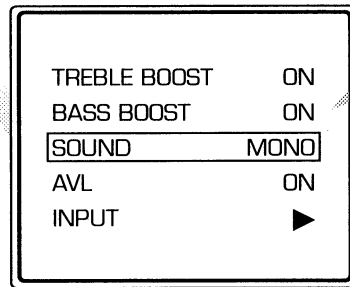 TREBLE BOOST ON
BASS BOOST ON
SOUND MONO
AVL ON
INPUT ►